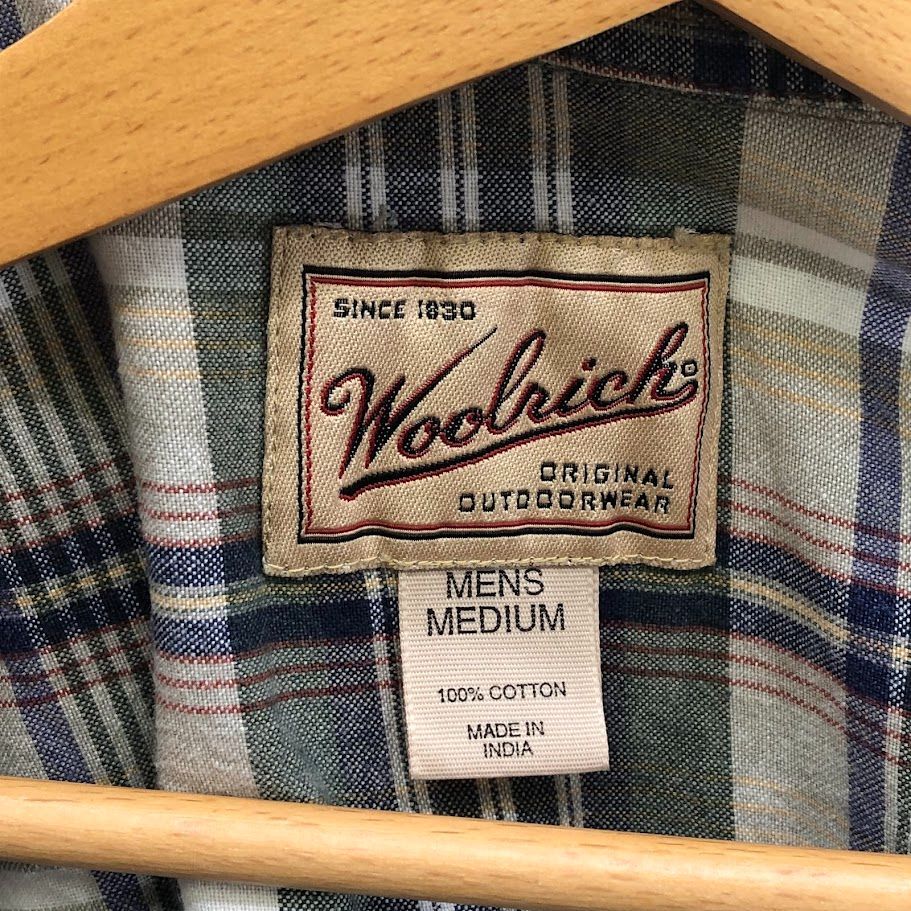 SINCE 1830
Woolrich®
ORIGINAL
OUTDOORWEAR
MENS
MEDIUM
100% COTTON
MADE IN
INDIA